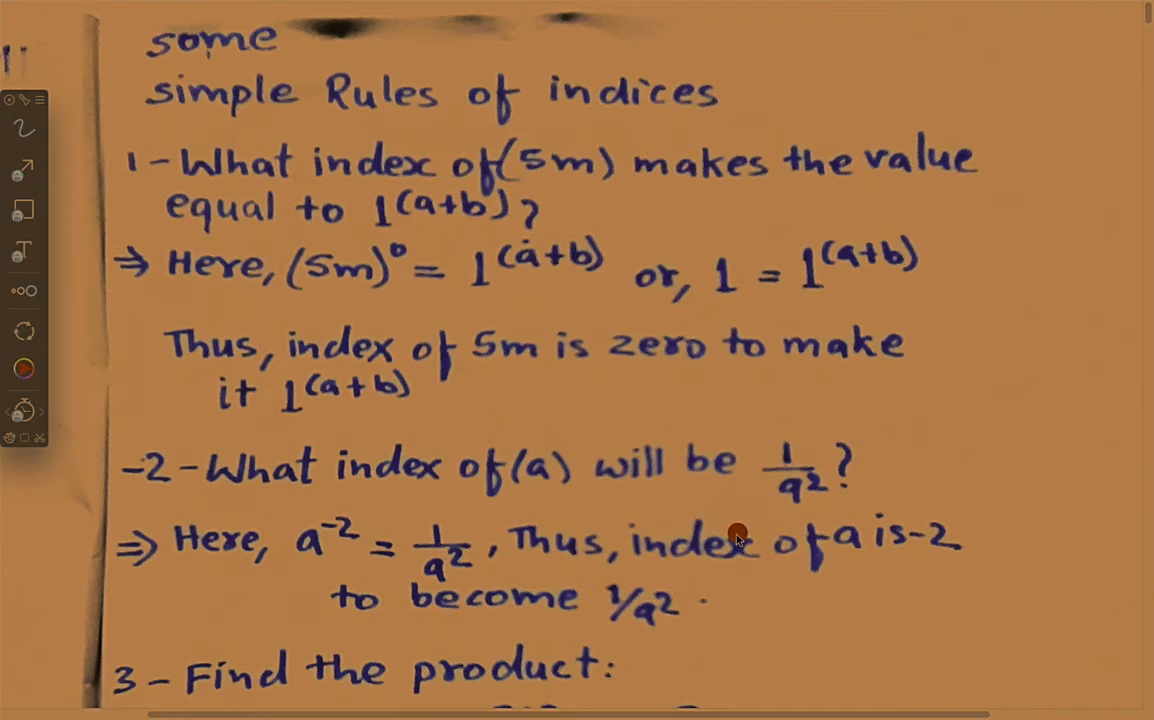 some
simple Rules of indices
1 - What index of (5m) makes the value
equal to 1^(a+b) ?
⇒ Here, (5m)^0 = 1^(a+b) or, 1 = 1^(a+b)
Thus, index of 5m is zero to make
it 1^(a+b)
-2 - What index of (a) will be 1/a^2 ?
⇒ Here, a^-2 = 1/a^2, Thus, index of a is -2
to become 1/a^2 .
3 - Find the product: